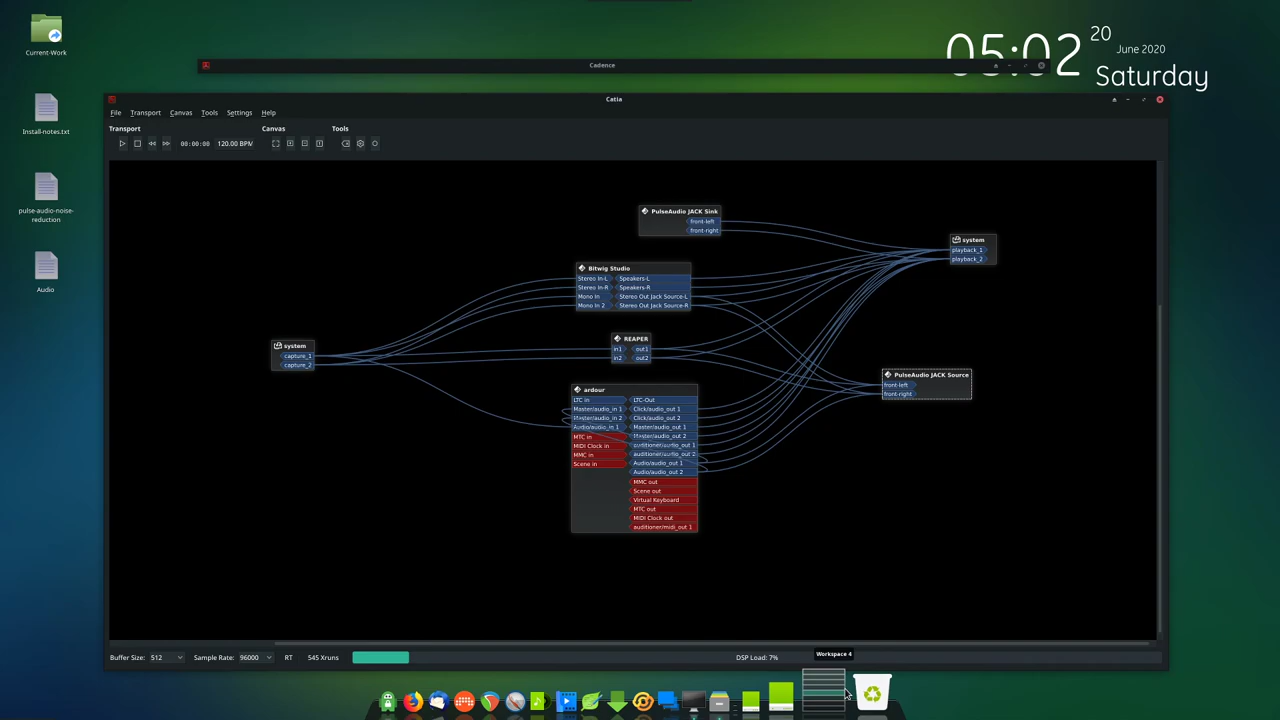 Current-Work
Install-notes.txt
pulse-audio-noise-
reduction
Audio
05:02
20
June 2020
Saturday
Cadence
Catia
File Transport Canvas Tools Settings Help
Transport Canvas Tools
00:00:00 120.00 BPM
PulseAudio JACK Sink
front-left
front-right
system
playback_1
playback_2
Bitwig Studio
Stereo In-L Speakers-L
Stereo In-R Speakers-R
Mono In Stereo Out Jack Source-L
Mono In 2 Stereo Out Jack Source-R
system
capture_1
capture_2
REAPER
in1 out1
in2 out2
PulseAudio JACK Source
front-left
front-right
ardour
LTC in LTC-Out
Master/audio_in 1 Click/audio_out 1
Master/audio_in 2 Click/audio_out 2
Audio/audio_in 1 Master/audio_out 1
MTC in Master/audio_out 2
MIDI Clock in auditioner/audio_out 1
MMC in auditioner/audio_out 2
Scene in Audio/audio_out 1
Audio/audio_out 2
MMC out
Scene out
Virtual Keyboard
MTC out
MIDI Clock out
auditioner/midi_out 1
Buffer Size: 512 Sample Rate: 96000 RT 545 Xruns DSP Load: 7%
Workspace 4